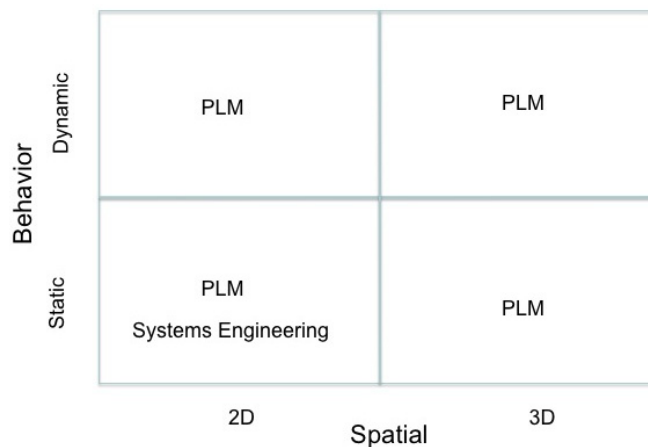 Behavior
Dynamic
PLM
PLM
Static
PLM
Systems Engineering
PLM
2D
3D
Spatial